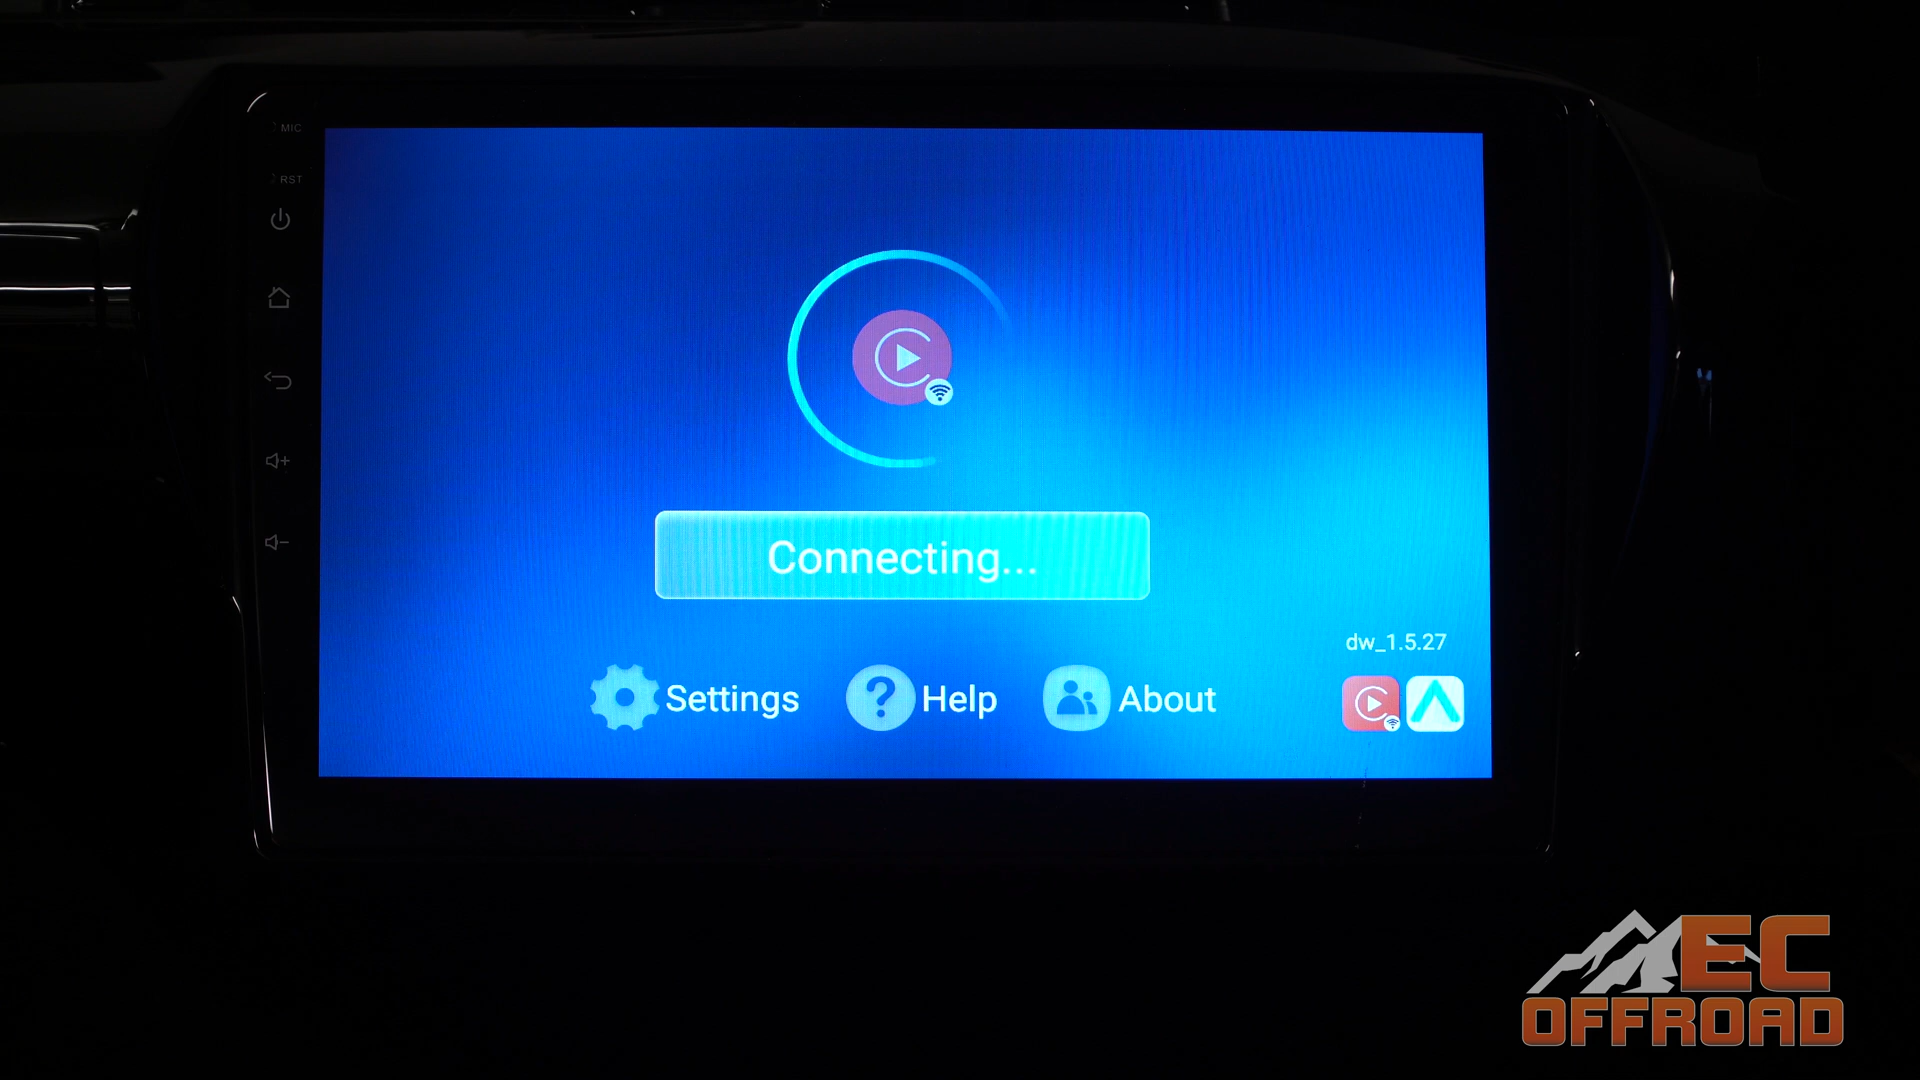 MIC
RST
Connecting...
dw_1.5.27
Settings
Help
About
EC
OFFROAD